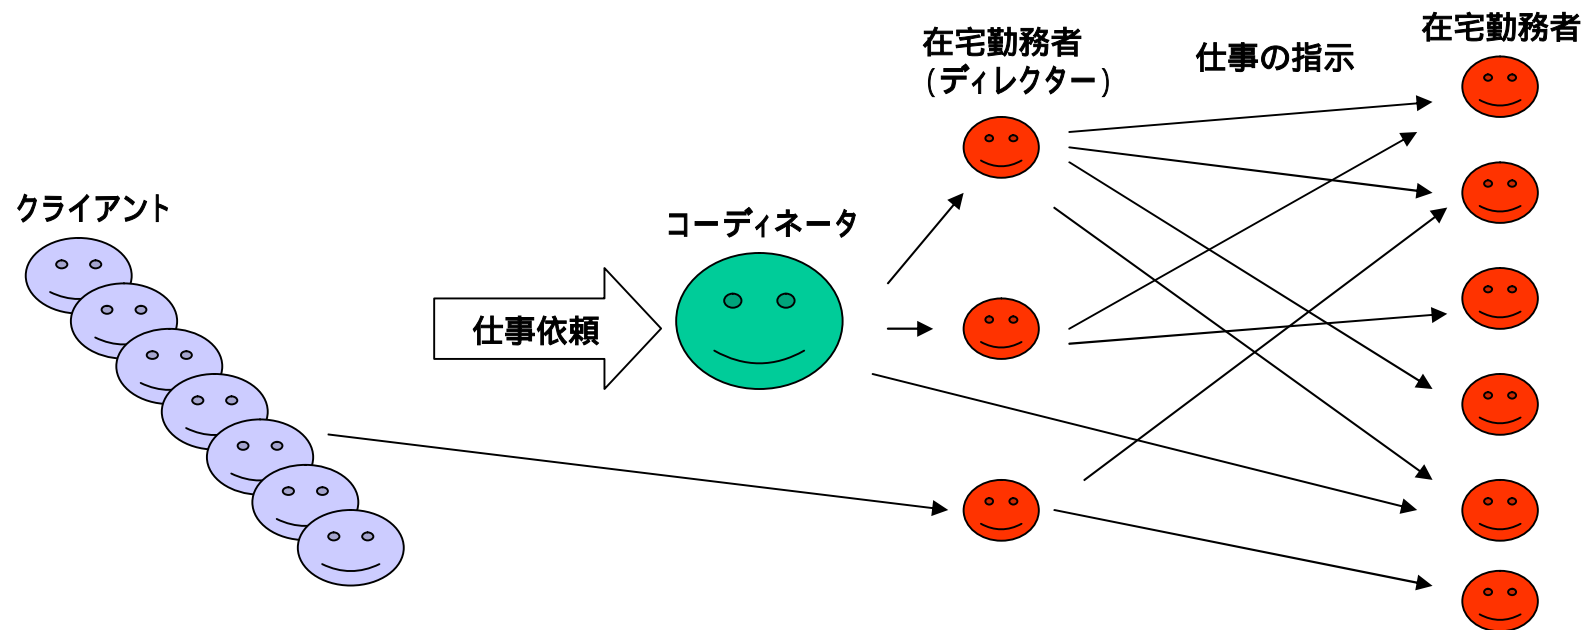 在宅勤務者
在宅勤務者
(ディレクター)
仕事の指示
クライアント
コーディネータ
仕事依頼